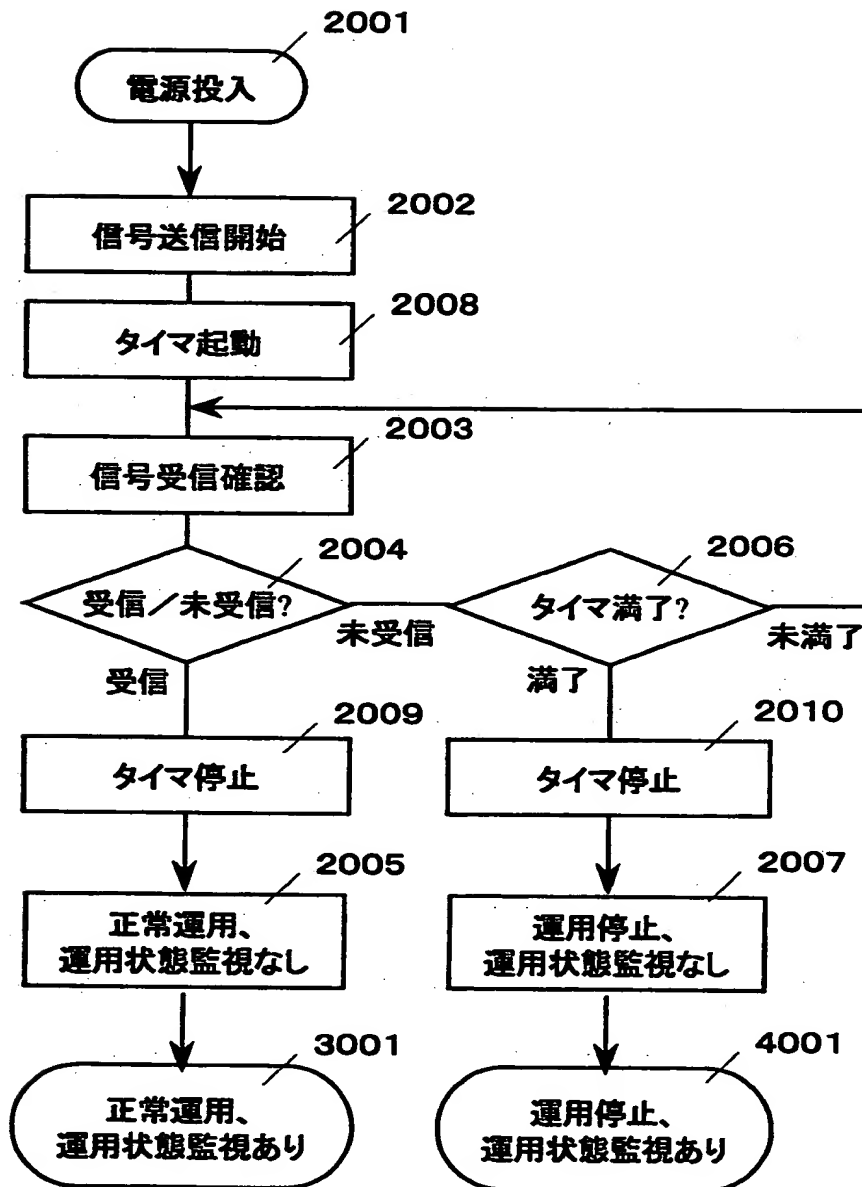 2001
電源投入
2002
信号送信開始
2008
タイマ起動
2003
信号受信確認
2004
受信/未受信?
未受信
受信
2006
タイマ満了?
未満了
満了
2009
タイマ停止
2010
タイマ停止
2005
正常運用、
運用状態監視なし
2007
運用停止、
運用状態監視なし
3001
正常運用、
運用状態監視あり
4001
運用停止、
運用状態監視あり